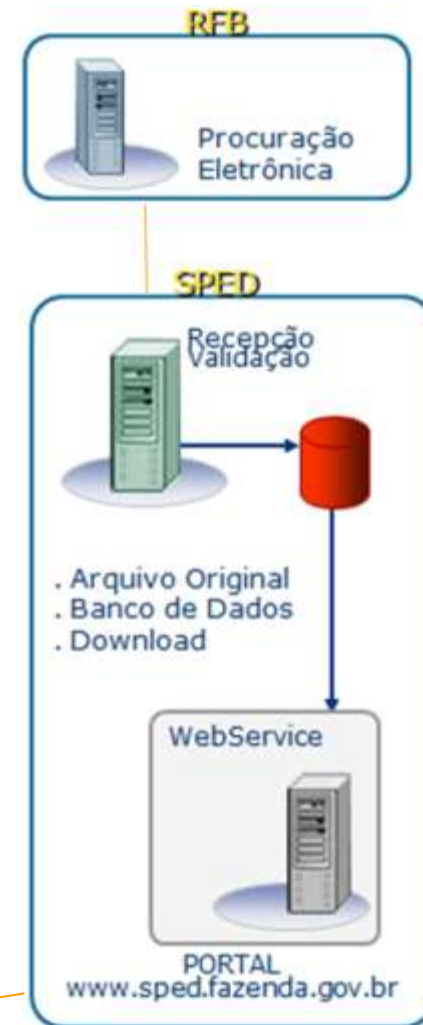 RFB
Procuração
Eletrônica
SPED
Recepção
Validação
. Arquivo Original
. Banco de Dados
. Download
WebService
PORTAL
www.sped.fazenda.gov.br